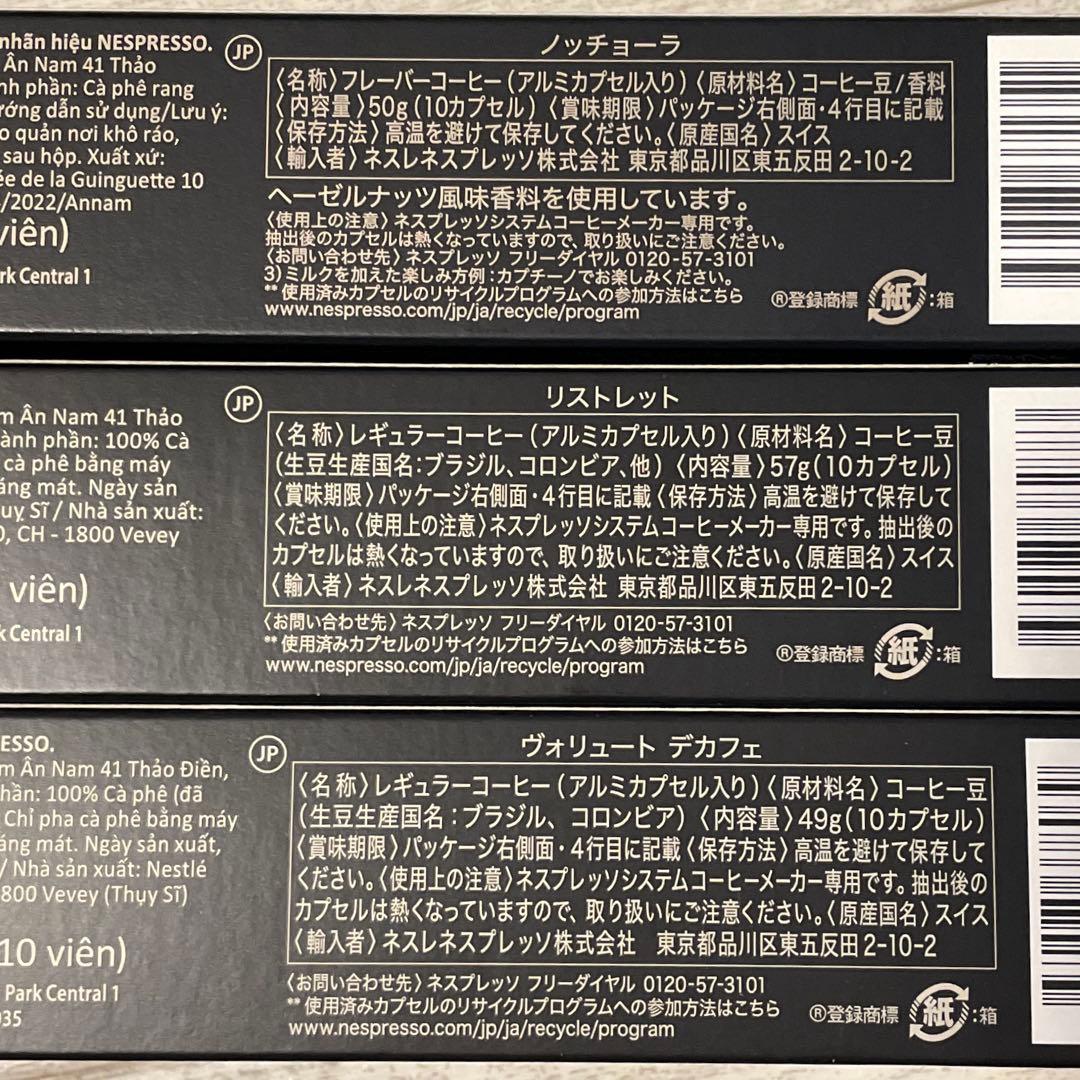 nhãn hiệu NESPRESSO.
Ân Nam 41 Thảo
nh phần: Cà phê rang
ướng dẫn sử dụng/Lưu ý:
o quản nơi khô ráo,
sau hộp. Xuất xứ:
ée de la Guinguette 10
/2022/Annam
viên)
rk Central 1
JP
ノッチョーラ
〈名称〉フレーバーコーヒー(アルミカプセル入り)〈原材料名〉コーヒー豆/香料
〈内容量〉50g(10カプセル)〈賞味期限〉パッケージ右側面・4行目に記載
〈保存方法〉高温を避けて保存してください。〈原産国名〉スイス
〈輸入者〉ネスレネスプレッソ株式会社 東京都品川区東五反田 2-10-2
ヘーゼルナッツ風味香料を使用しています。
〈使用上の注意〉ネスプレッソシステムコーヒーメーカー専用です。
抽出後のカプセルは熱くなっていますので、取り扱いにご注意ください。
〈お問い合わせ先〉ネスプレッソ フリーダイヤル 0120-57-3101
3)ミルクを加えた楽しみ方例:カプチーノでお楽しみください。
** 使用済みカプセルのリサイクルプログラムへの参加方法はこちら
www.nespresso.com/jp/ja/recycle/program
®登録商標 紙:箱
m Ân Nam 41 Thảo
ành phần: 100% Cà
cà phê bằng máy
áng mát. Ngày sản
uỵ Sĩ / Nhà sản xuất:
0, CH - 1800 Vevey
viên)
k Central 1
JP
リストレット
〈名称〉レギュラーコーヒー(アルミカプセル入り)〈原材料名〉コーヒー豆
(生豆生産国名:ブラジル、コロンビア、他)〈内容量〉57g(10カプセル)
〈賞味期限〉パッケージ右側面・4行目に記載〈保存方法〉高温を避けて保存して
ください。〈使用上の注意〉ネスプレッソシステムコーヒーメーカー専用です。抽出後の
カプセルは熱くなっていますので、取り扱いにご注意ください。〈原産国名〉スイス
〈輸入者〉ネスレネスプレッソ株式会社 東京都品川区東五反田 2-10-2
〈お問い合わせ先〉ネスプレッソ フリーダイヤル 0120-57-3101
** 使用済みカプセルのリサイクルプログラムへの参加方法はこちら
www.nespresso.com/jp/ja/recycle/program
®登録商標 紙:箱
ESSO.
m Ân Nam 41 Thảo Điền,
hần: 100% Cà phê (đã
Chỉ pha cà phê bằng máy
áng mát. Ngày sản xuất,
/ Nhà sản xuất: Nestlé
1800 Vevey (Thụy Sĩ)
10 viên)
Park Central 1
035
JP
ヴォリュート デカフェ
〈名称〉レギュラーコーヒー(アルミカプセル入り)〈原材料名〉コーヒー豆
(生豆生産国名:ブラジル、コロンビア)〈内容量〉49g(10カプセル)
〈賞味期限〉パッケージ右側面・4行目に記載〈保存方法〉高温を避けて保存して
ください。〈使用上の注意〉ネスプレッソシステムコーヒーメーカー専用です。抽出後の
カプセルは熱くなっていますので、取り扱いにご注意ください。〈原産国名〉スイス
〈輸入者〉ネスレネスプレッソ株式会社 東京都品川区東五反田 2-10-2
〈お問い合わせ先〉ネスプレッソ フリーダイヤル 0120-57-3101
** 使用済みカプセルのリサイクルプログラムへの参加方法はこちら
www.nespresso.com/jp/ja/recycle/program
®登録商標 紙:箱